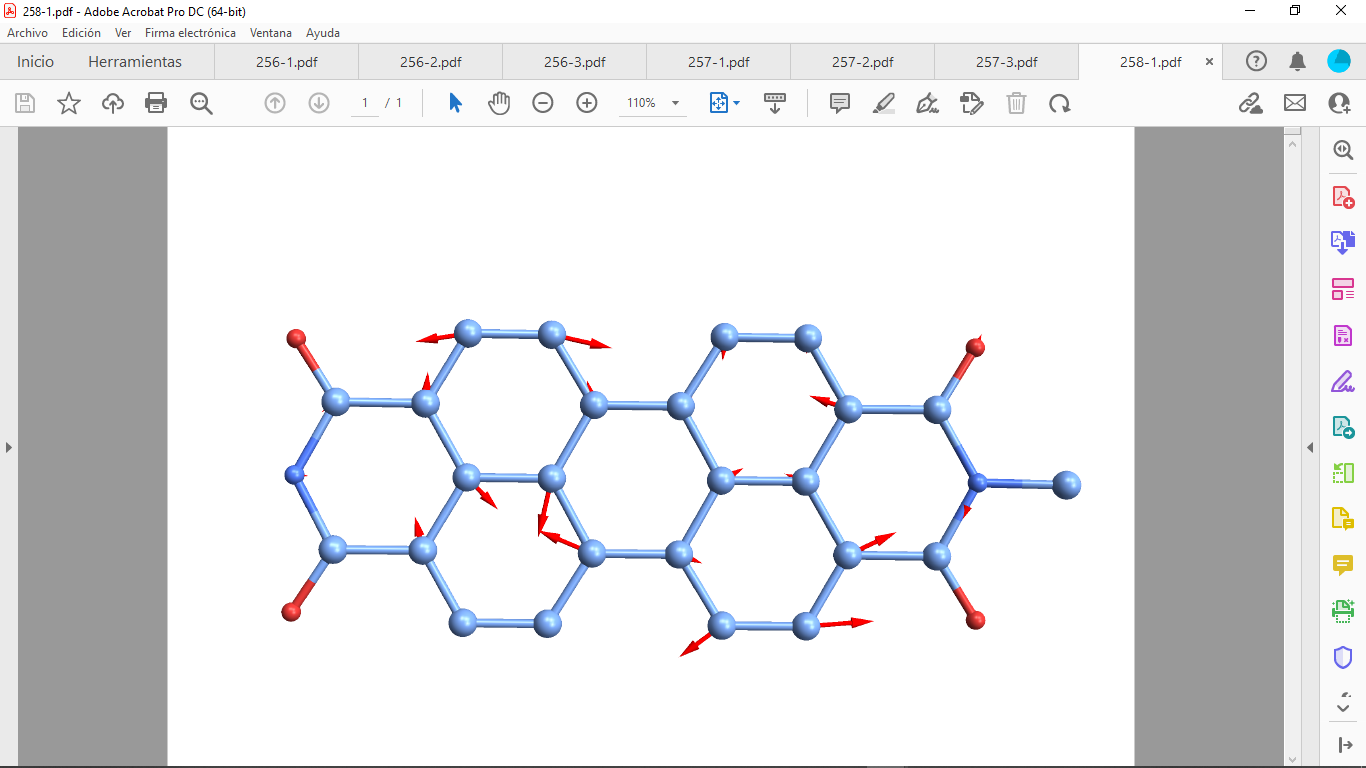 258-1.pdf - Adobe Acrobat Pro DC (64-bit)
Archivo Edición Ver Firma electrónica Ventana Ayuda
Inicio Herramientas 256-1.pdf 256-2.pdf 256-3.pdf 257-1.pdf 257-2.pdf 257-3.pdf 258-1.pdf
1 / 1 110%